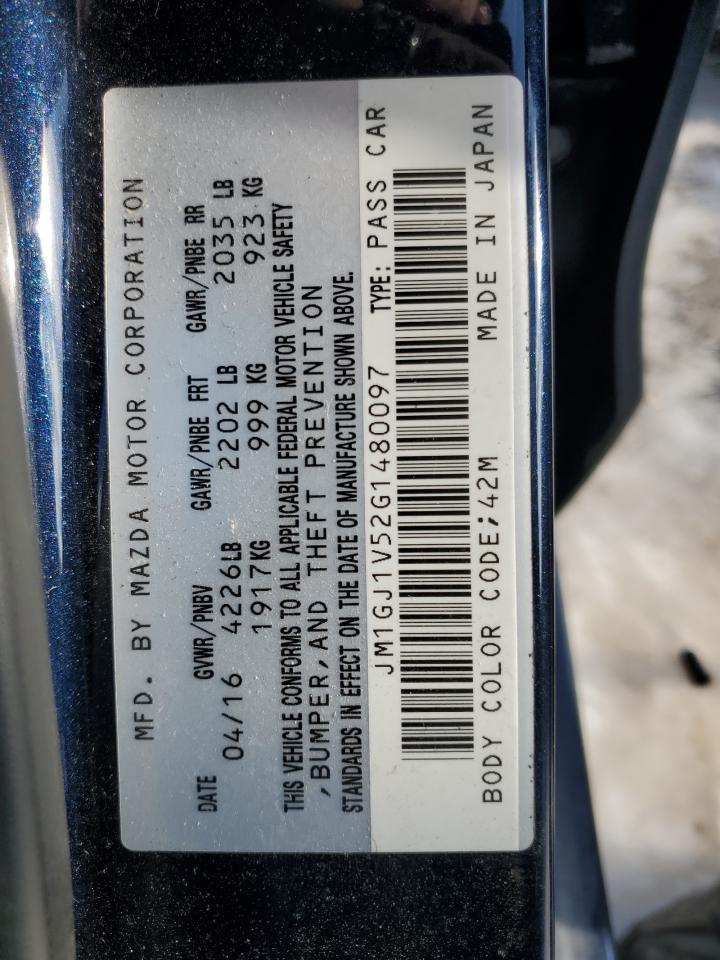 MFD. BY MAZDA MOTOR CORPORATION
DATE GVWR/PNBV GAWR/PNBE FRT GAWR/PNBE RR
04/16 4226LB 2202 LB 2035 LB
1917KG 999 KG 923 KG
THIS VEHICLE CONFORMS TO ALL APPLICABLE FEDERAL MOTOR VEHICLE SAFETY
,BUMPER,AND THEFT PREVENTION
STANDARDS IN EFFECT ON THE DATE OF MANUFACTURE SHOWN ABOVE.
JM1GJ1V52G1480097 TYPE: PASS CAR
BODY COLOR CODE;42M MADE IN JAPAN